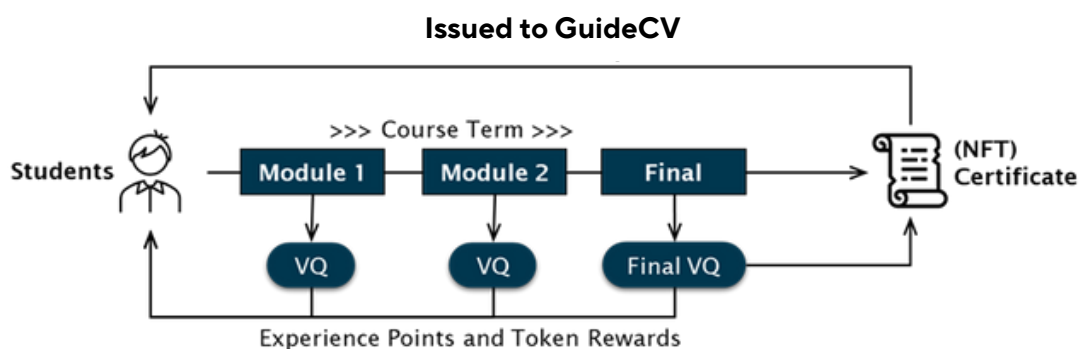 Issued to GuideCV
>>> Course Term >>>
Students
Module 1
Module 2
Final
(NFT)
Certificate
VQ
VQ
Final VQ
Experience Points and Token Rewards